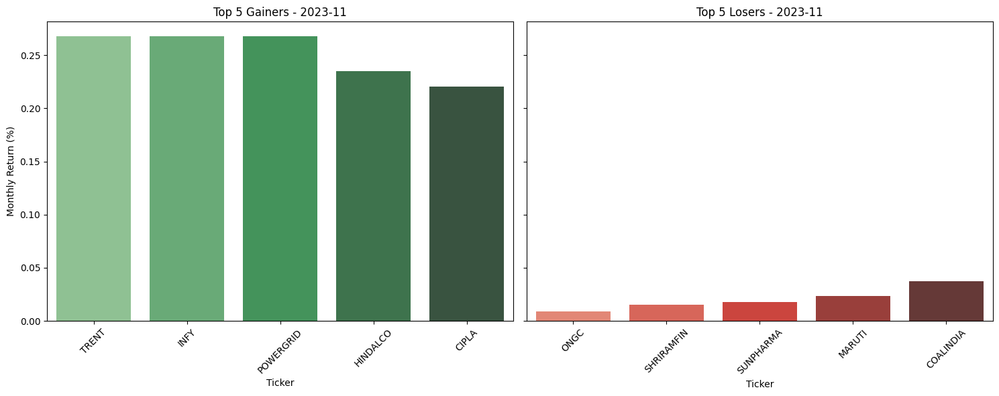 Top 5 Gainers - 2023-11
Monthly Return (%)
0.25
0.20
0.15
0.10
0.05
0.00
TRENT
INFY
POWERGRID
HINDALCO
CIPLA
Ticker
Top 5 Losers - 2023-11
ONGC
SHRIRAMFIN
SUNPHARMA
MARUTI
COALINDIA
Ticker